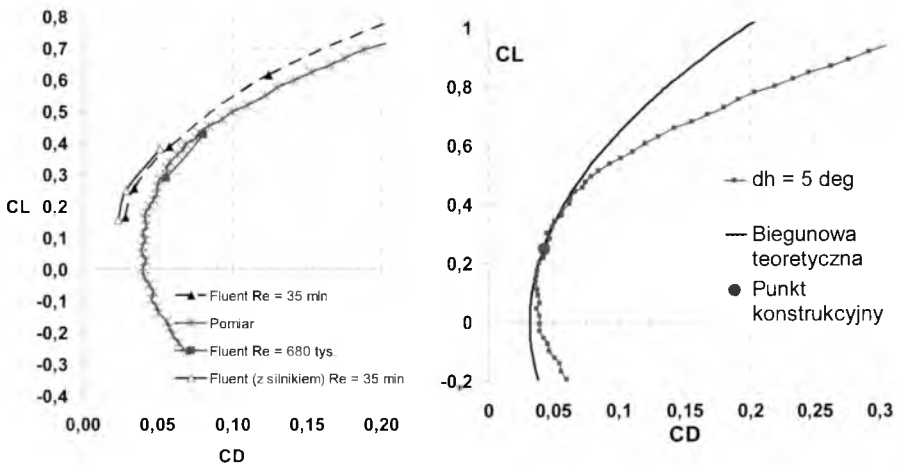 0,8
0,7
0,6
0,5
0,4
0,3
CL 0,2
0,1
0,0
-0,1
-0,2
-0,3
-0,4
0,00 0,05 0,10 0,15 0,20
CD
Fluent Re = 35 mln
Pomiar
Fluent Re = 680 tys.
Fluent (z silnikiem) Re = 35 mln
1
CL
0,8
0,6
0,4
0,2
0
-0,2
0 0,05 0,1 0,15 0,2 0,25 0,3
CD
dh = 5 deg
Biegunowa
teoretyczna
Punkt
konstrukcyjny